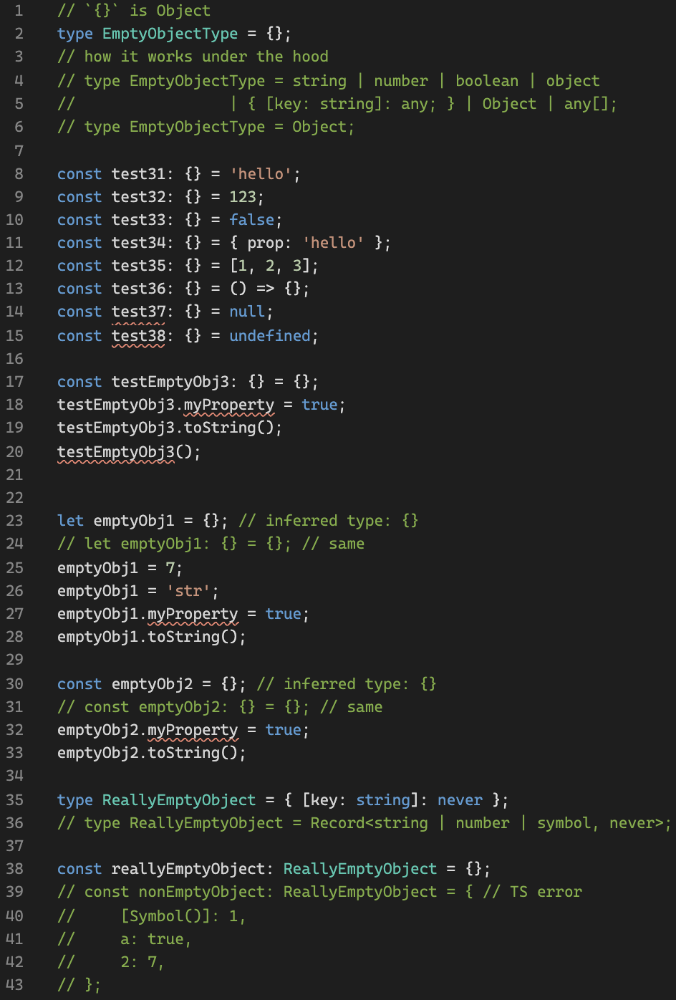 1 // `{}` is Object
2 type EmptyObjectType = {};
3 // how it works under the hood
4 // type EmptyObjectType = string | number | boolean | object
5 //                 | { [key: string]: any; } | Object | any[];
6 // type EmptyObjectType = Object;
7
8 const test31: {} = 'hello';
9 const test32: {} = 123;
10 const test33: {} = false;
11 const test34: {} = { prop: 'hello' };
12 const test35: {} = [1, 2, 3];
13 const test36: {} = () => {};
14 const test37: {} = null;
15 const test38: {} = undefined;
16
17 const testEmptyObj3: {} = {};
18 testEmptyObj3.myProperty = true;
19 testEmptyObj3.toString();
20 testEmptyObj3();
21
22
23 let emptyObj1 = {}; // inferred type: {}
24 // let emptyObj1: {} = {}; // same
25 emptyObj1 = 7;
26 emptyObj1 = 'str';
27 emptyObj1.myProperty = true;
28 emptyObj1.toString();
29
30 const emptyObj2 = {}; // inferred type: {}
31 // const emptyObj2: {} = {}; // same
32 emptyObj2.myProperty = true;
33 emptyObj2.toString();
34
35 type ReallyEmptyObject = { [key: string]: never };
36 // type ReallyEmptyObject = Record<string | number | symbol, never>;
37
38 const reallyEmptyObject: ReallyEmptyObject = {};
39 // const nonEmptyObject: ReallyEmptyObject = { // TS error
40 //     [Symbol()]: 1,
41 //     a: true,
42 //     2: 7,
43 // };